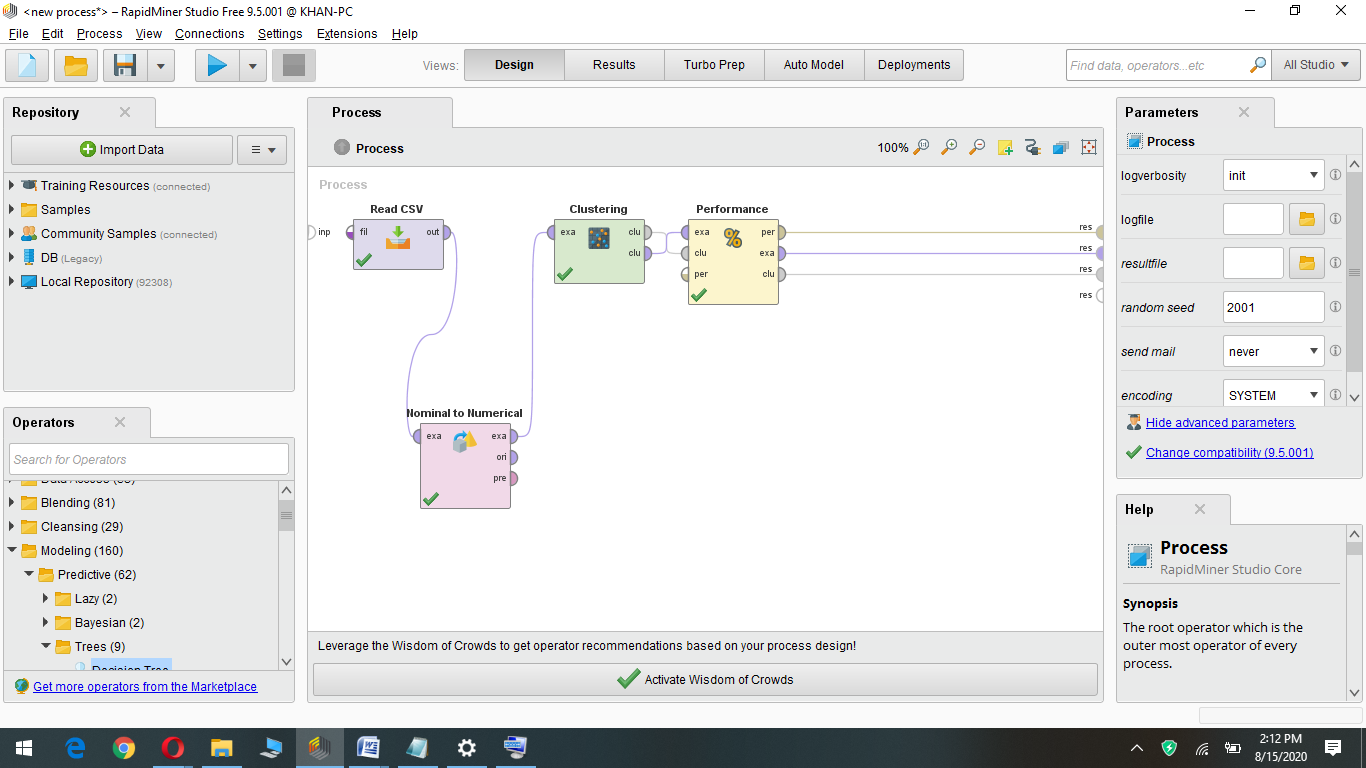 <new process*> – RapidMiner Studio Free 9.5.001 @ KHAN-PC
File Edit Process View Connections Settings Extensions Help
Views: Design Results Turbo Prep Auto Model Deployments Find data, operators...etc All Studio
Repository
Import Data
Training Resources (connected)
Samples
Community Samples (connected)
DB (Legacy)
Local Repository (92308)
Operators
Search for Operators
Blending (81)
Cleansing (29)
Modeling (160)
Predictive (62)
Lazy (2)
Bayesian (2)
Trees (9)
Decision Tree
Get more operators from the Marketplace
Process
Process
100%
Process
Read CSV
inp fil out
Clustering
exa clu
clu
Performance
exa per
clu exa
per clu
res
res
res
res
Nominal to Numerical
exa exa
ori
pre
Leverage the Wisdom of Crowds to get operator recommendations based on your process design!
Activate Wisdom of Crowds
Parameters
Process
logverbosity init
logfile
resultfile
random seed 2001
send mail never
encoding SYSTEM
Hide advanced parameters
Change compatibility (9.5.001)
Help
Process
RapidMiner Studio Core
Synopsis
The root operator which is the
outer most operator of every
process.
2:12 PM
8/15/2020